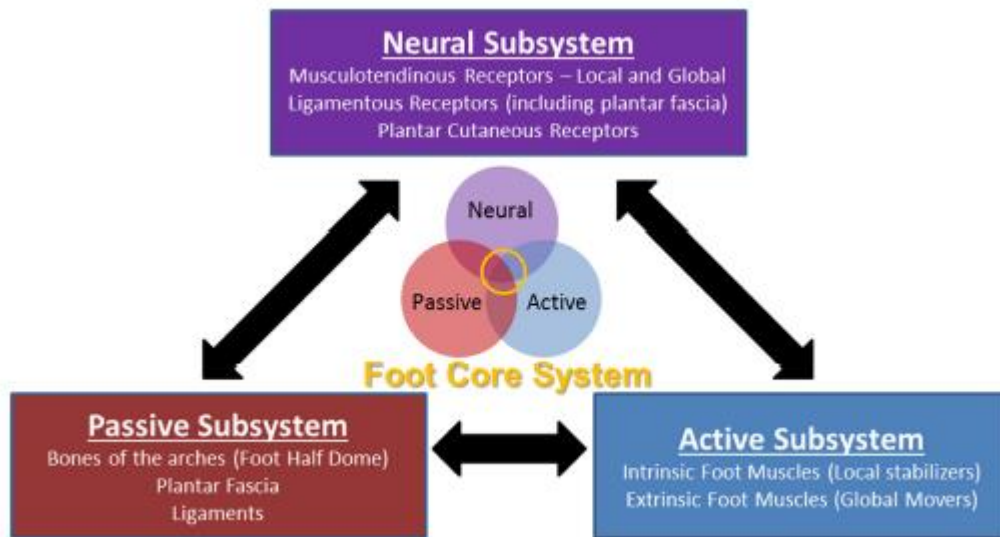 Neural Subsystem
Musculotendinous Receptors – Local and Global
Ligamentous Receptors (including plantar fascia)
Plantar Cutaneous Receptors
Neural
Passive
Active
Foot Core System
Passive Subsystem
Bones of the arches (Foot Half Dome)
Plantar Fascia
Ligaments
Active Subsystem
Intrinsic Foot Muscles (Local stabilizers)
Extrinsic Foot Muscles (Global Movers)